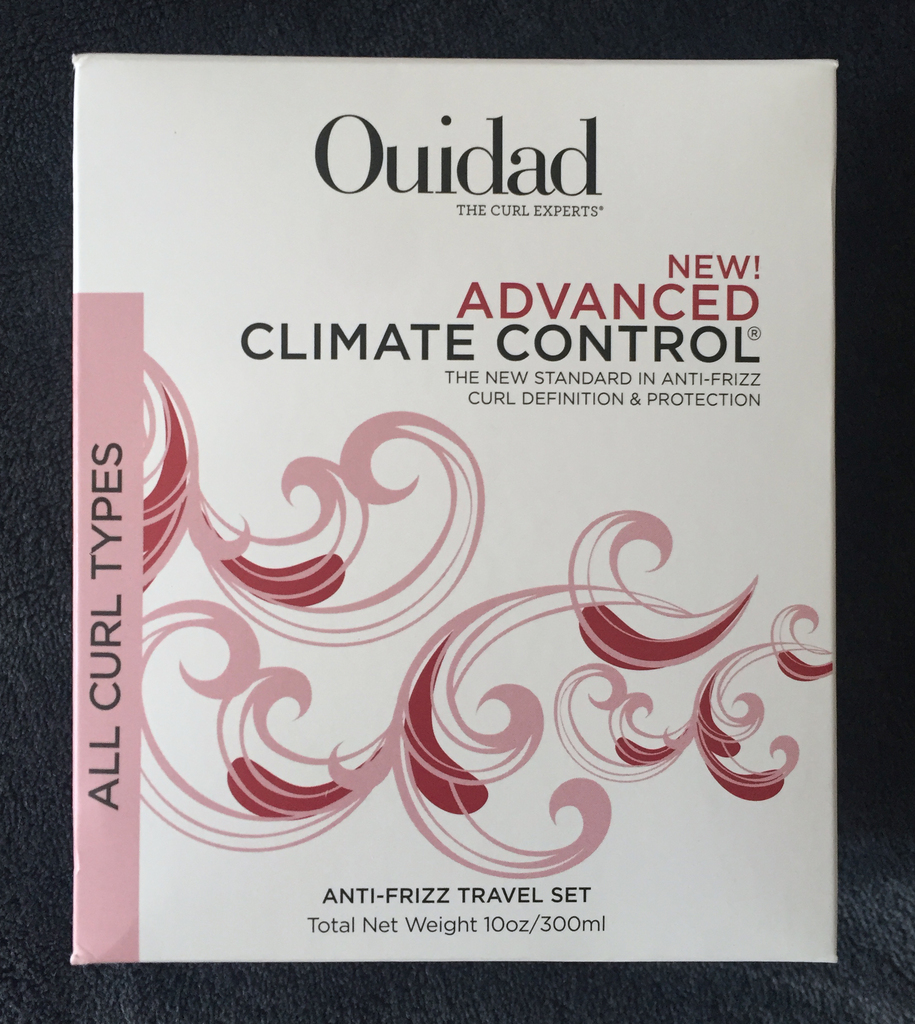 Ouidad
THE CURL EXPERTS®
NEW!
ADVANCED
CLIMATE CONTROL®
THE NEW STANDARD IN ANTI-FRIZZ
CURL DEFINITION & PROTECTION
ALL CURL TYPES
ANTI-FRIZZ TRAVEL SET
Total Net Weight 10oz/300ml